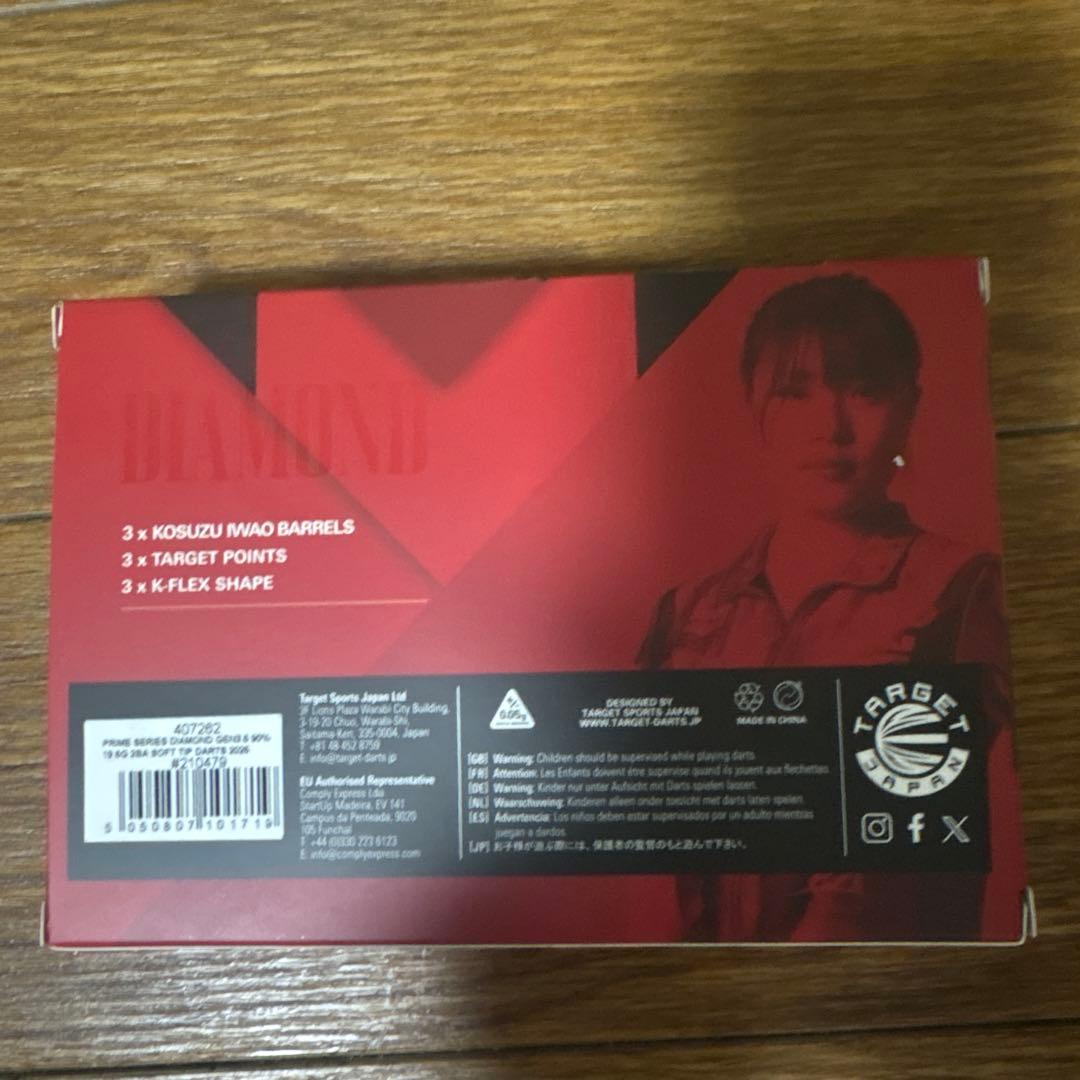 DIAMOND
3 x KOSUZU IWAO BARRELS
3 x TARGET POINTS
3 x K-FLEX SHAPE
407262
PRIME SERIES DIAMOND GEN3.5 90%
19.6G 2BA SOFT TIP DARTS 2025
#210479
5 050807 101719
Target Sports Japan Ltd
3F Lions Plaza Warabi City Building,
3-19-20 Chuo, Warabi-Shi,
Saitama-Ken, 335-0004, Japan
T: +81 48 452 8759
E: info@target-darts.jp
EU Authorised Representative
Comply Express Lda
StartUp Madeira, EV 141
Campus da Penteada, 9020
105 Funchal
T: +44 (0)330 223 6123
E: info@complyexpress.com
+/-
0.05g
DESIGNED BY
TARGET SPORTS JAPAN
WWW.TARGET-DARTS.JP
MADE IN CHINA
[GB] Warning: Children should be supervised while playing darts.
[FR] Attention: Les Enfants doivent être supervise quand ils jouent aux flechettes.
[DE] Warning: Kinder nur unter Aufsicht mit Darts spielen lassen.
[NL] Waarschuwing: Kinderen alleen onder toezicht met darts laten spelen.
[ES] Advertencia: Los niños deben estar supervisados por un adulto mientras
juegan a dardos.
[JP] お子様が遊ぶ際には、保護者の監督のもと遊んで下さい。
TARGET
JAPAN